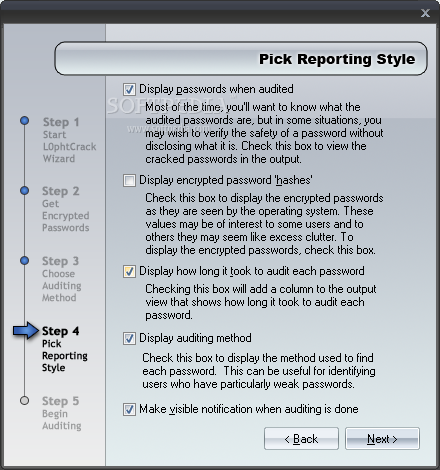 x
Pick Reporting Style
Step 1
Start
L0phtCrack
Wizard
Step 2
Get
Encrypted
Passwords
Step 3
Choose
Auditing
Method
Step 4
Pick
Reporting
Style
Step 5
Begin
Auditing
Display passwords when audited
Most of the time, you'll want to know what the
audited passwords are, but in some situations, you
may wish to verify the safety of a password without
disclosing what it is. Check this box to view the
cracked passwords in the output.
Display encrypted password 'hashes'
Check this box to display the encrypted passwords
as they are seen by the operating system. These
values may be of interest to some users and to
others they may seem like excess clutter. To
display the encrypted passwords, check this box.
Display how long it took to audit each password
Checking this box will add a column to the output
view that shows how long it took to audit each
password.
Display auditing method
Check this box to display the method used to find
each password. This can be useful for identifying
users who have particularly weak passwords.
Make visible notification when auditing is done
< Back
Next >
SOFTPEDIA